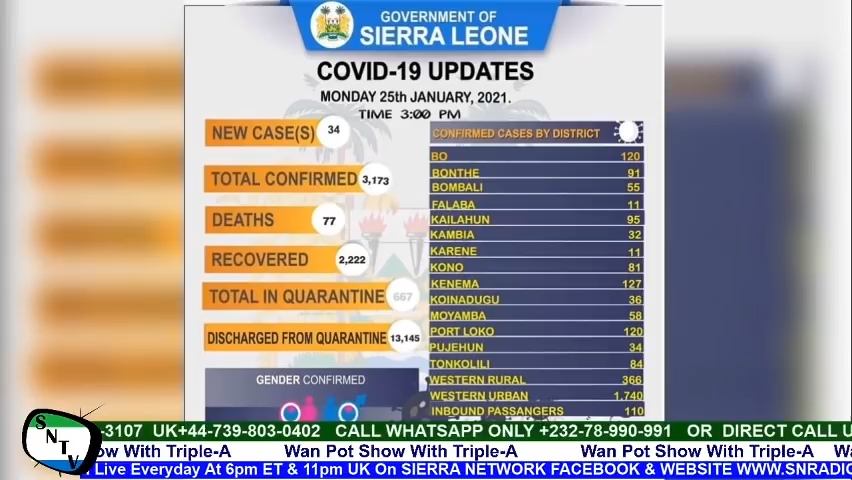 GOVERNMENT OF
SIERRA LEONE
COVID-19 UPDATES
MONDAY 25th JANUARY, 2021.
TIME 3:00 PM
NEW CASE(S) 34
TOTAL CONFIRMED 3,173
DEATHS 77
RECOVERED 2,222
TOTAL IN QUARANTINE 667
DISCHARGED FROM QUARANTINE 13,145
GENDER CONFIRMED
CONFIRMED CASES BY DISTRICT
BO 120
BONTHE 91
BOMBALI 55
FALABA 11
KAILAHUN 95
KAMBIA 32
KARENE 11
KONO 81
KENEMA 127
KOINADUGU 36
MOYAMBA 58
PORT LOKO 120
PUJEHUN 34
TONKOLILI 84
WESTERN RURAL 366
WESTERN URBAN 1,740
INBOUND PASSANGERS 110
SNTV
-3107 UK+44-739-803-0402 CALL WHATSAPP ONLY +232-78-990-991 OR DIRECT CALL U
ow With Triple-A Wan Pot Show With Triple-A Wan Pot Show With Triple-A Wa
Live Everyday At 6pm ET & 11pm UK On SIERRA NETWORK FACEBOOK & WEBSITE WWW.SNRADIO